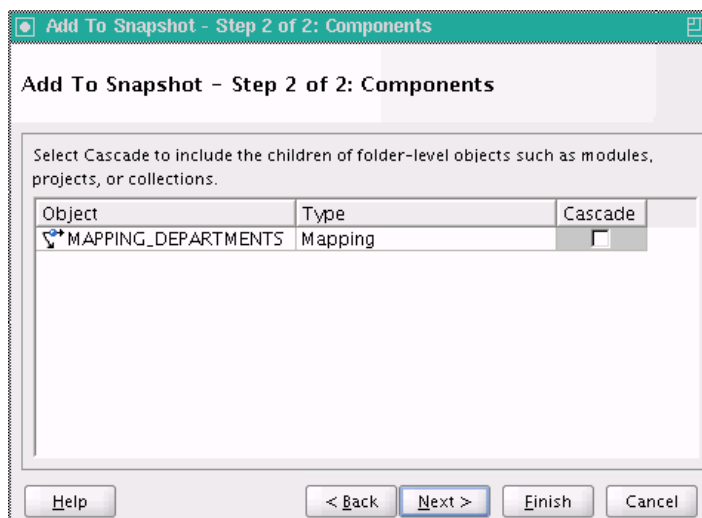 Add To Snapshot - Step 2 of 2: Components
Add To Snapshot - Step 2 of 2: Components
Select Cascade to include the children of folder-level objects such as modules,
projects, or collections.
Object Type Cascade
MAPPING_DEPARTMENTS Mapping
Help < Back Next > Finish Cancel